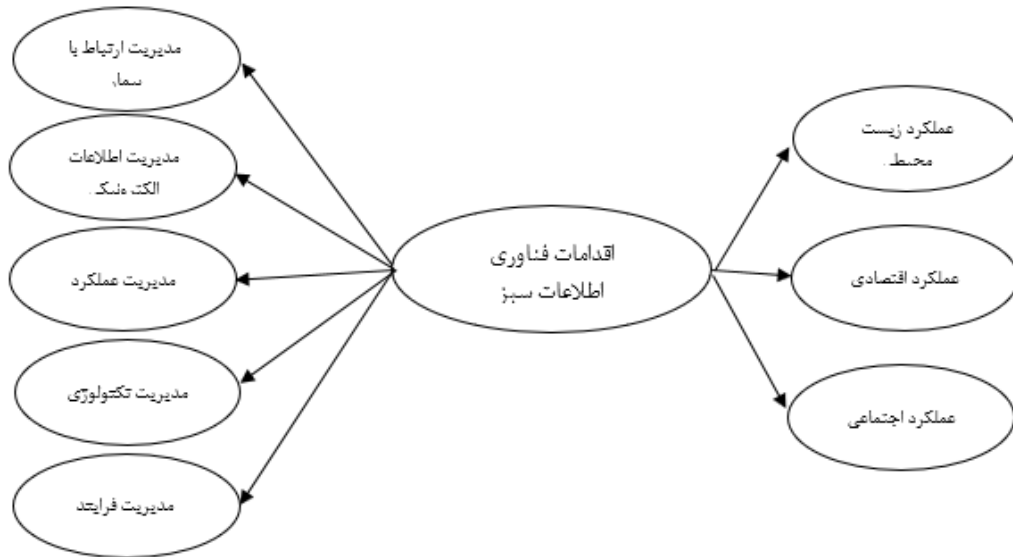 مدیریت ارتباط با
مدیریت اطلاعات
مدیریت عملکرد
مدیریت تکنولوژی
مدیریت فرایند
اقدامات فناوری
اطلاعات سبز
عملکرد زیست
عملکرد اقتصادی
عملکرد اجتماعی